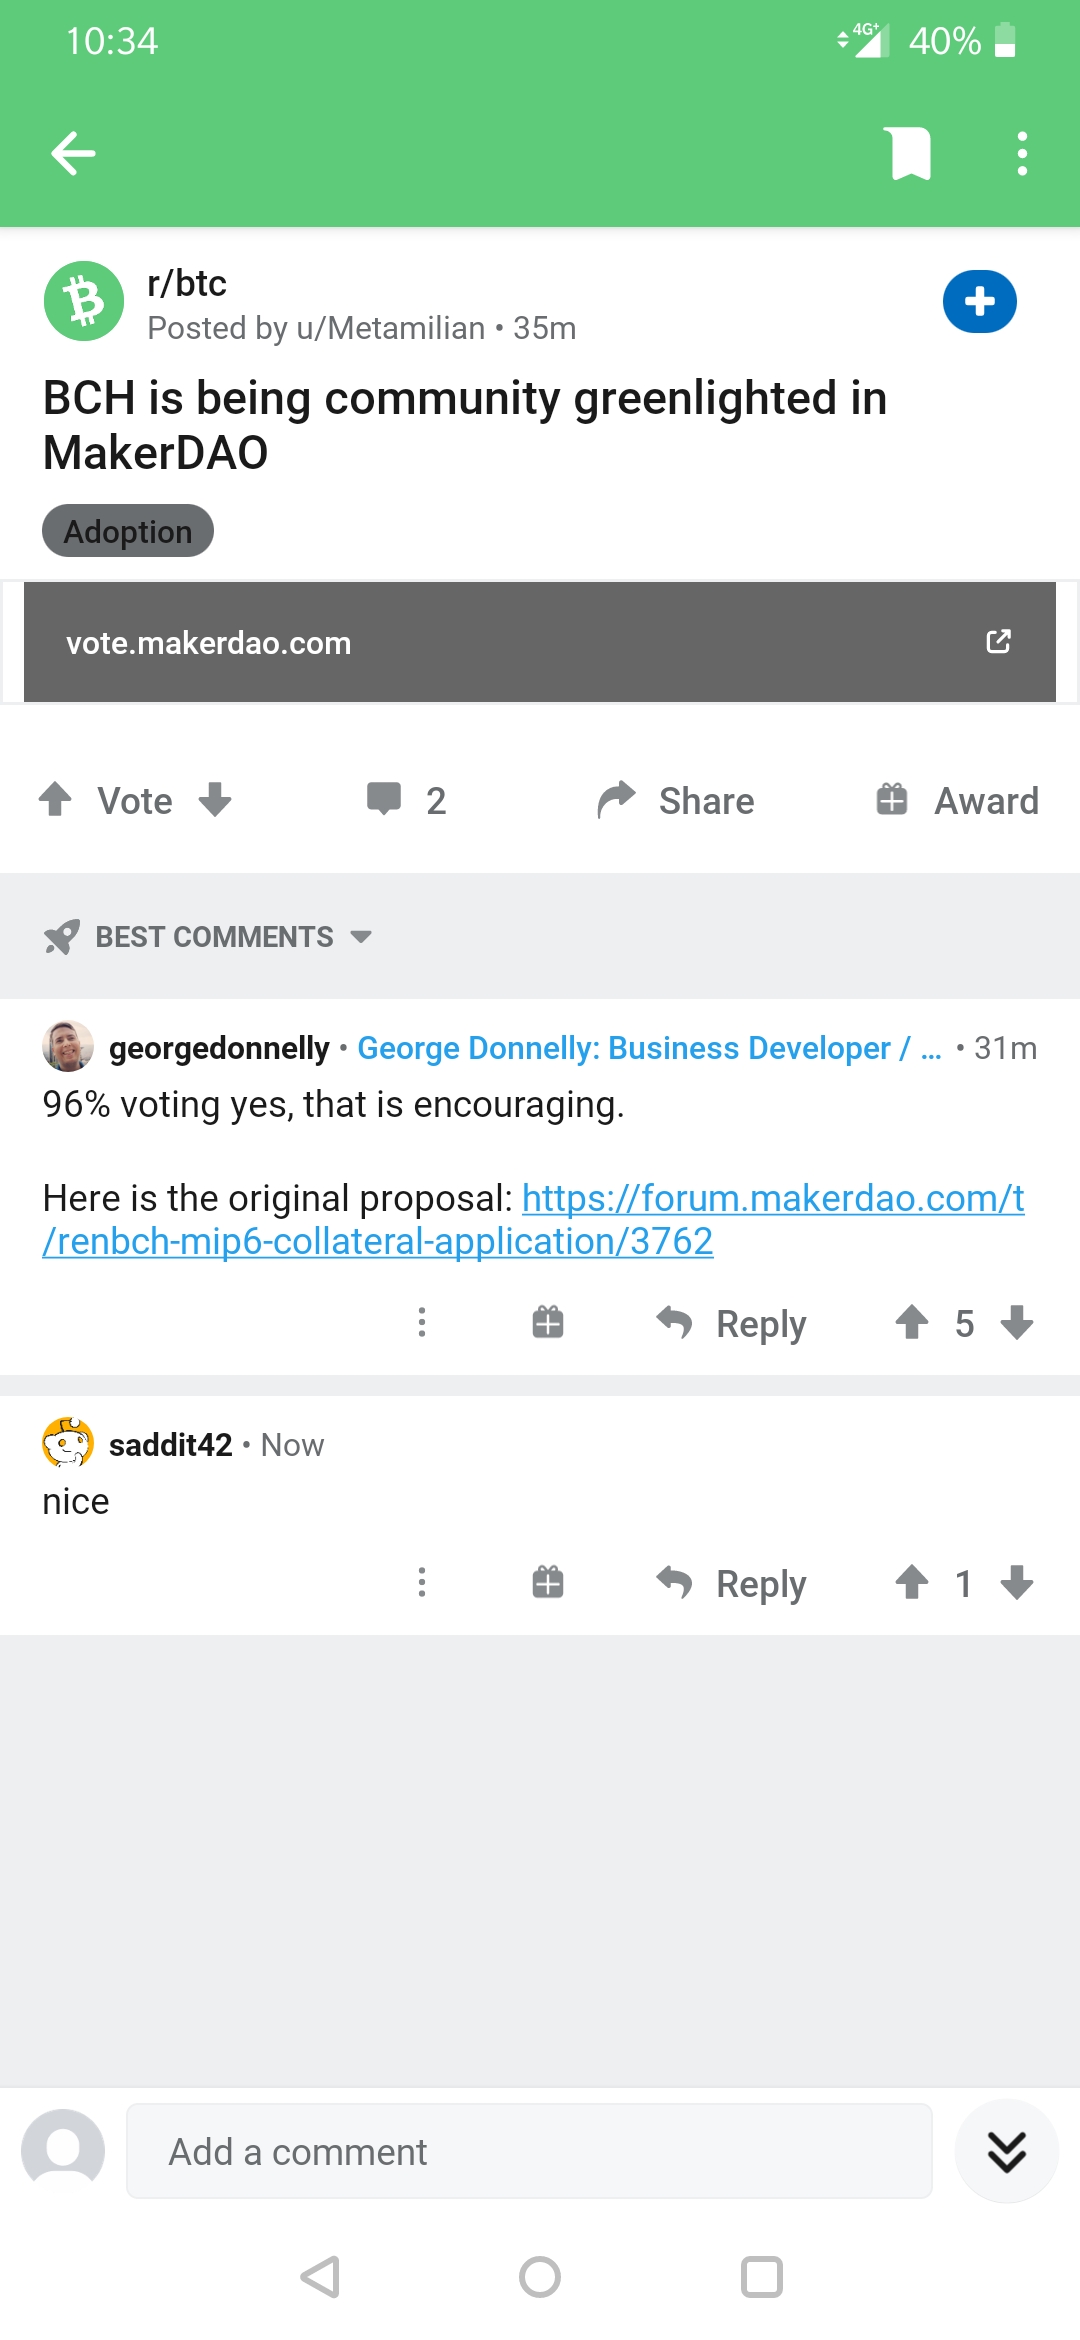 10:34
4G+ 40%
r/btc
Posted by u/Metamilian • 35m
BCH is being community greenlighted in
MakerDAO
Adoption
vote.makerdao.com
Vote 2 Share Award
BEST COMMENTS
georgedonnelly • George Donnelly: Business Developer / ... • 31m
96% voting yes, that is encouraging.
Here is the original proposal: https://forum.makerdao.com/t
/renbch-mip6-collateral-application/3762
Reply 5
saddit42 • Now
nice
Reply 1
Add a comment